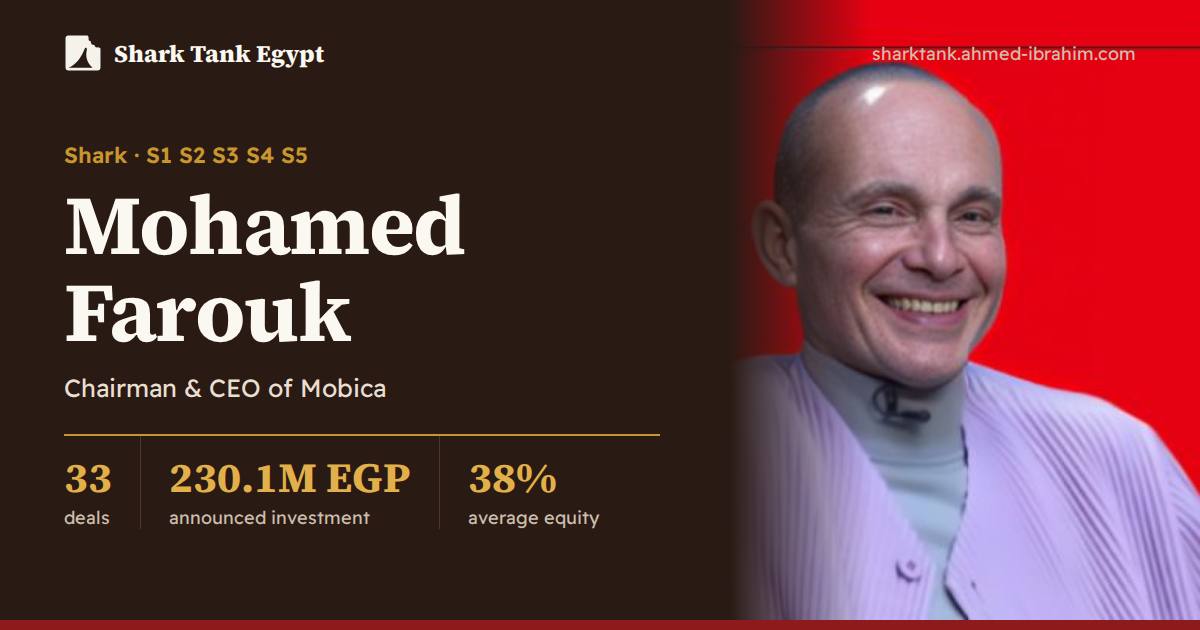 Shark Tank Egypt
sharktank.ahmed-ibrahim.com
Shark · S1 S2 S3 S4 S5
Mohamed
Farouk
Chairman & CEO of Mobica
33
deals
230.1M EGP
announced investment
38%
average equity